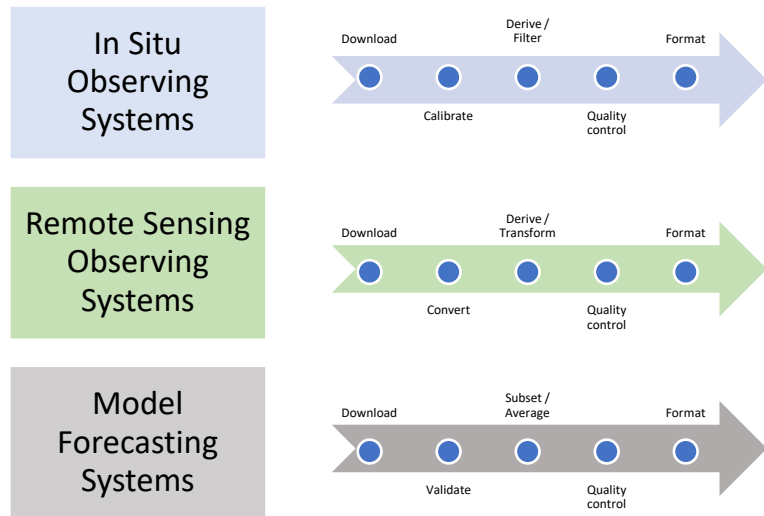 In Situ
Observing
Systems
Download
Derive /
Filter
Format
Calibrate
Quality
control
Remote Sensing
Observing
Systems
Download
Derive /
Transform
Format
Convert
Quality
control
Model
Forecasting
Systems
Download
Subset /
Average
Format
Validate
Quality
control